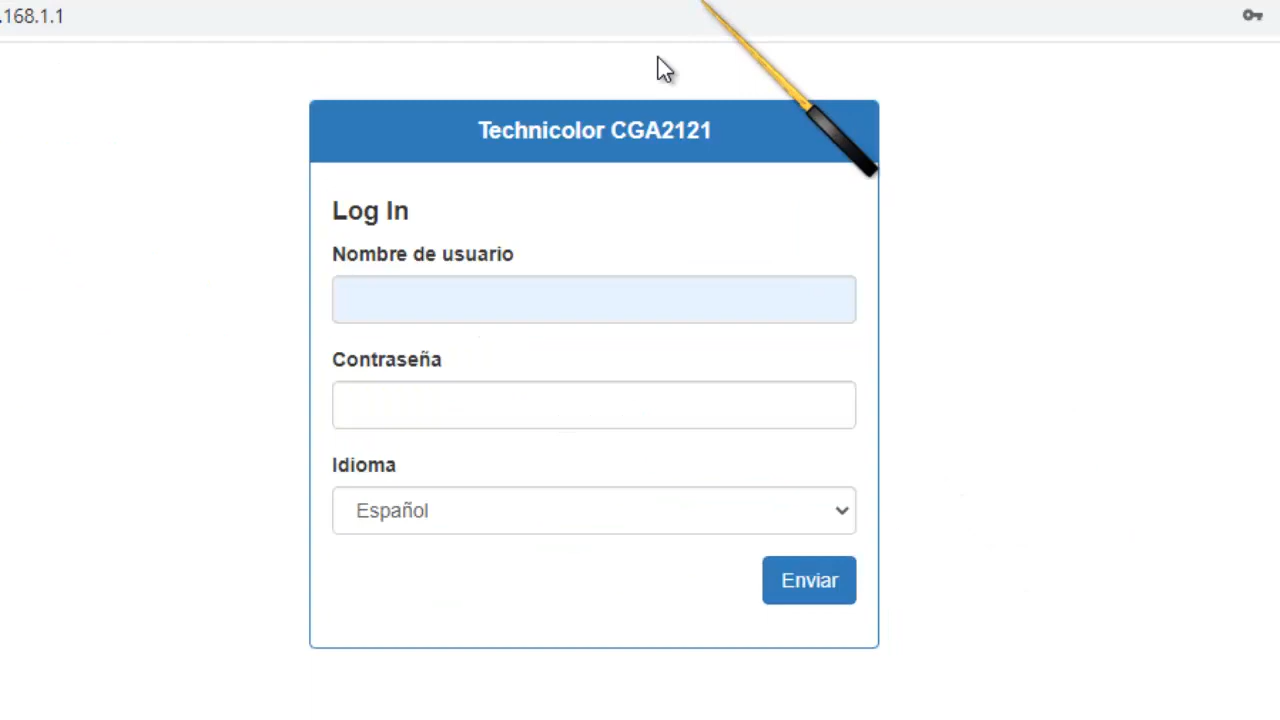 .168.1.1
Technicolor CGA2121
Log In
Nombre de usuario
Contraseña
Idioma
Español
Enviar